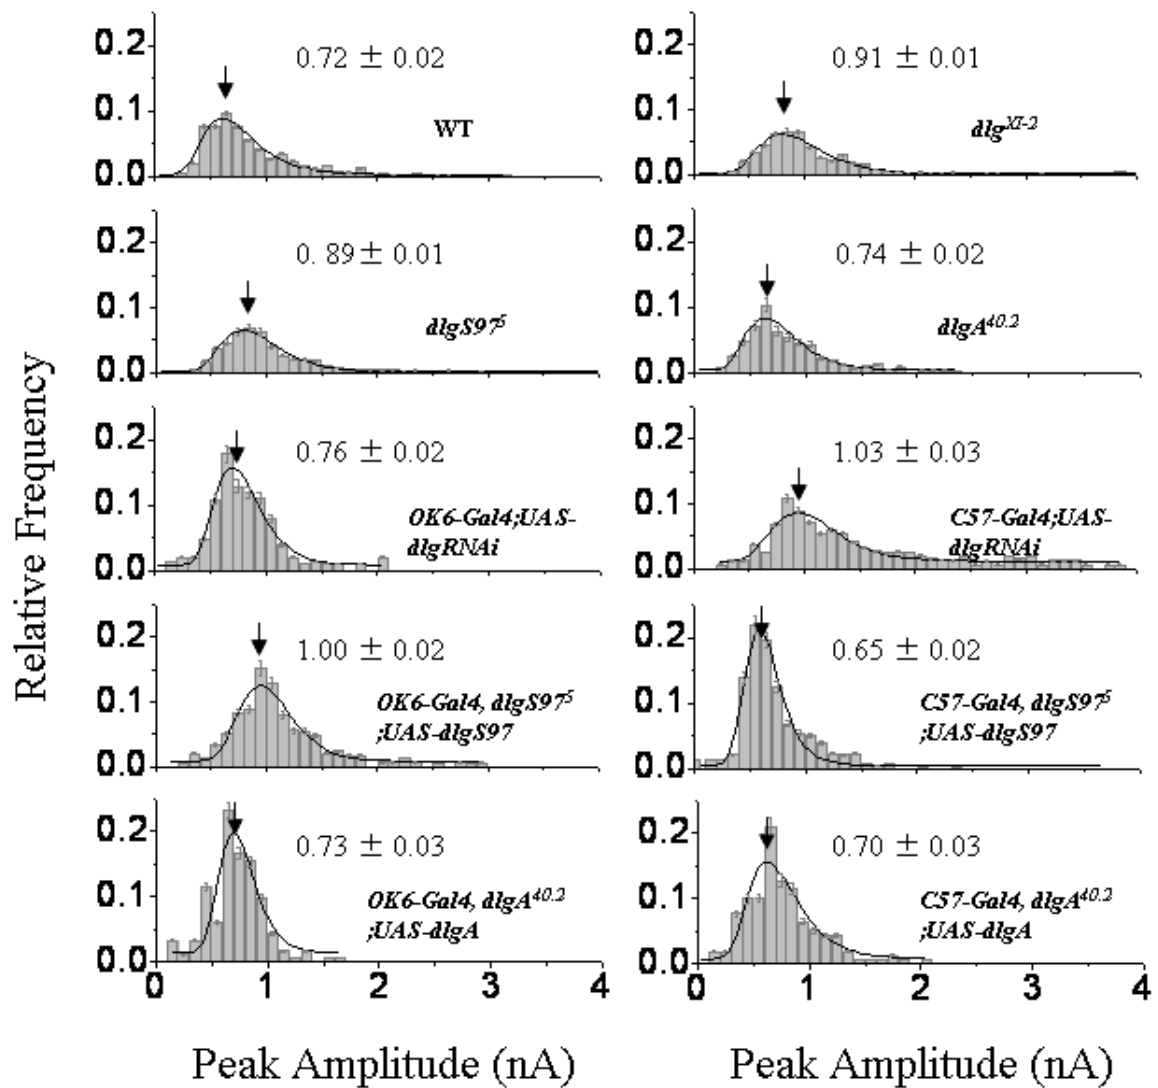 Relative Frequency
0.2
0.1
0.0
0.72 ± 0.02
WT
0.2
0.1
0.0
0.91 ± 0.01
dlgXI-2
0.2
0.1
0.0
0. 89 ± 0.01
dlgS975
0.2
0.1
0.0
0.74 ± 0.02
dlgA40.2
0.2
0.1
0.0
0.76 ± 0.02
OK6-Gal4;UAS-
dlgRNAi
0.2
0.1
0.0
1.03 ± 0.03
C57-Gal4;UAS-
dlgRNAi
0.2
0.1
0.0
1.00 ± 0.02
OK6-Gal4, dlgS975
;UAS-dlgS97
0.2
0.1
0.0
0.65 ± 0.02
C57-Gal4, dlgS975
;UAS-dlgS97
0.2
0.1
0.0
0.73 ± 0.03
OK6-Gal4, dlgA40.2
;UAS-dlgA
0 1 2 3 4
0.2
0.1
0.0
0.70 ± 0.03
C57-Gal4, dlgA40.2
;UAS-dlgA
0 1 2 3 4
Peak Amplitude (nA)
Peak Amplitude (nA)